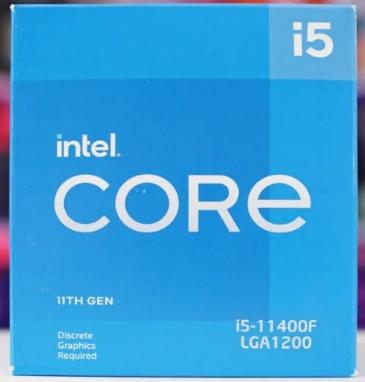 i5
intel.
CORE
11TH GEN
i5-11400F
LGA1200
Discrete
Graphics
Required